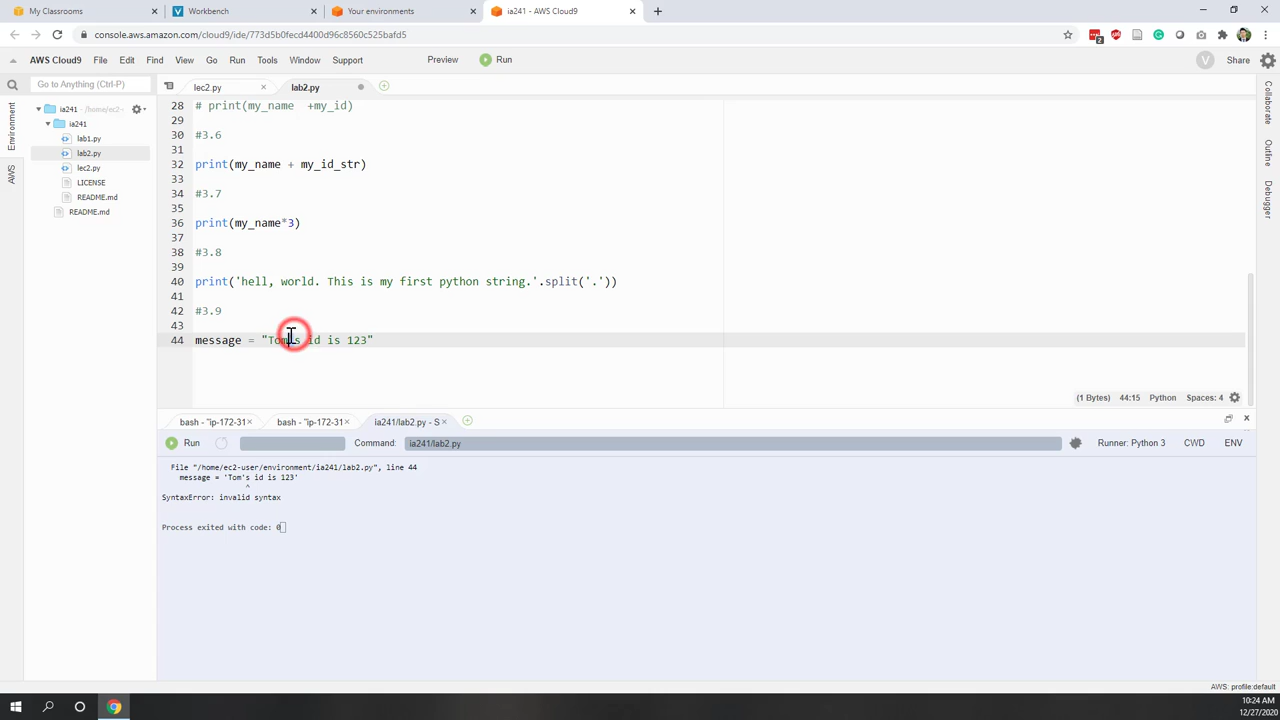 My Classrooms
Workbench
Your environments
ia241 - AWS Cloud9
console.aws.amazon.com/cloud9/ide/773d5b0fecd4400d96c8560c525bafd5
AWS Cloud9 File Edit Find View Go Run Tools Window Support Preview Run Share
Go to Anything (Ctrl-P)
lec2.py
lab2.py
Environment
AWS
Collaborate
Outline
Debugger
ia241 - /home/ec2-
ia241
lab1.py
lab2.py
lec2.py
LICENSE
README.md
README.md
28 # print(my_name  +my_id)
29
30 #3.6
31
32 print(my_name + my_id_str)
33
34 #3.7
35
36 print(my_name*3)
37
38 #3.8
39
40 print('hell, world. This is my first python string.'.split('.'))
41
42 #3.9
43
44 message = "Tom's id is 123"
(1 Bytes) 44:15 Python Spaces: 4
bash - "ip-172-31
bash - "ip-172-31
ia241/lab2.py - S
Run Command: ia241/lab2.py Runner: Python 3 CWD ENV
File "/home/ec2-user/environment/ia241/lab2.py", line 44
message = 'Tom's id is 123'
^
SyntaxError: invalid syntax
Process exited with code: 0
AWS: profile:default
10:24 AM
12/27/2020